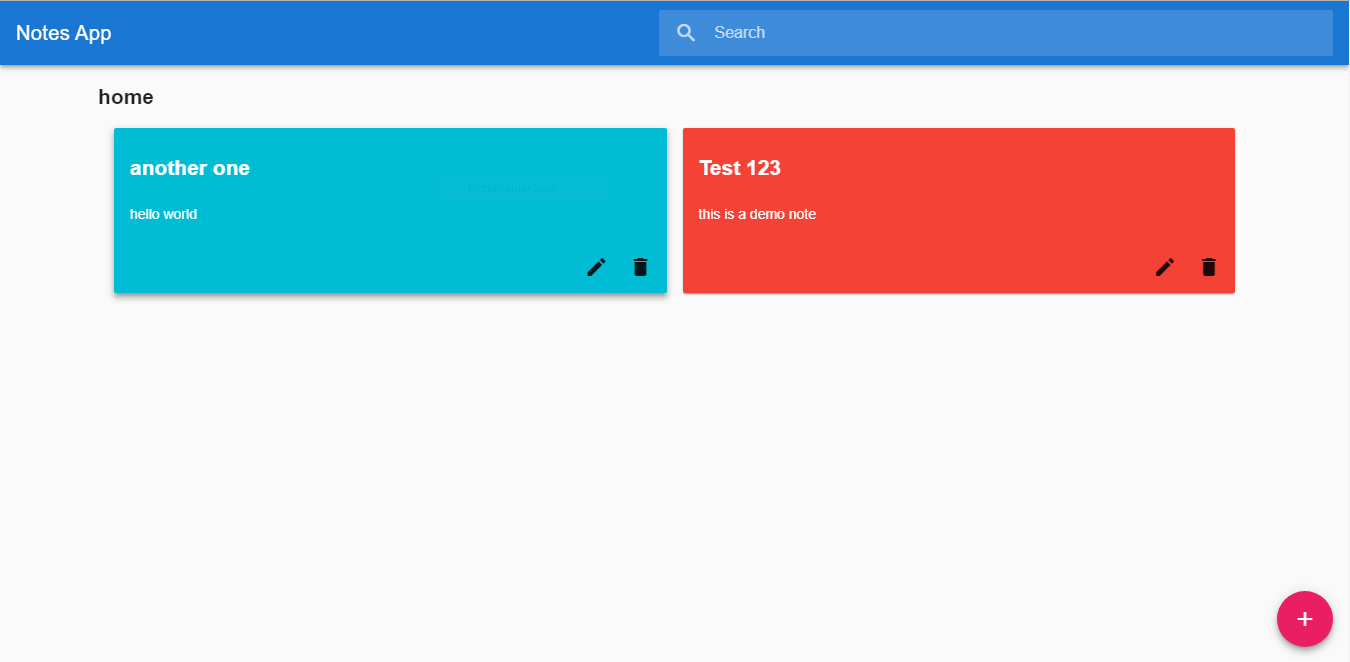 Notes App
Search
home
another one
Rectangular Snip
hello world
Test 123
this is a demo note